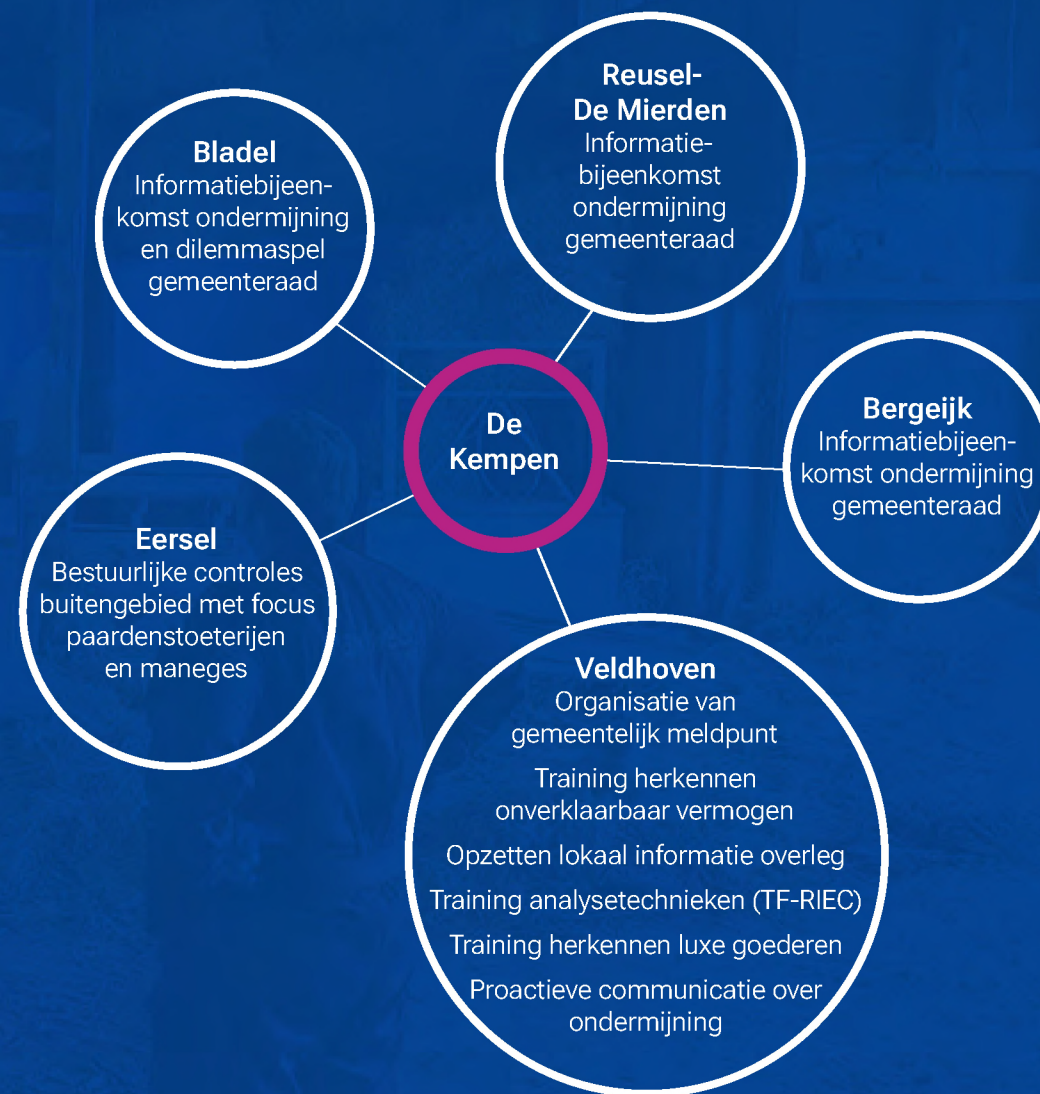 Reusel-
De Mierden
Informatie-
bijeenkomst
ondermijning
gemeenteraad
Bladel
Informatiebijeen-
komst ondermijning
en dilemmaspel
gemeenteraad
De
Kempen
Bergeijk
Informatiebijeen-
komst ondermijning
gemeenteraad
Eersel
Bestuurlijke controles
buitengebied met focus
paardenstoeterijen
en maneges
Veldhoven
Organisatie van
gemeentelijk meldpunt
Training herkennen
onverklaarbaar vermogen
Opzetten lokaal informatie overleg
Training analysetechnieken (TF-RIEC)
Training herkennen luxe goederen
Proactieve communicatie over
ondermijning